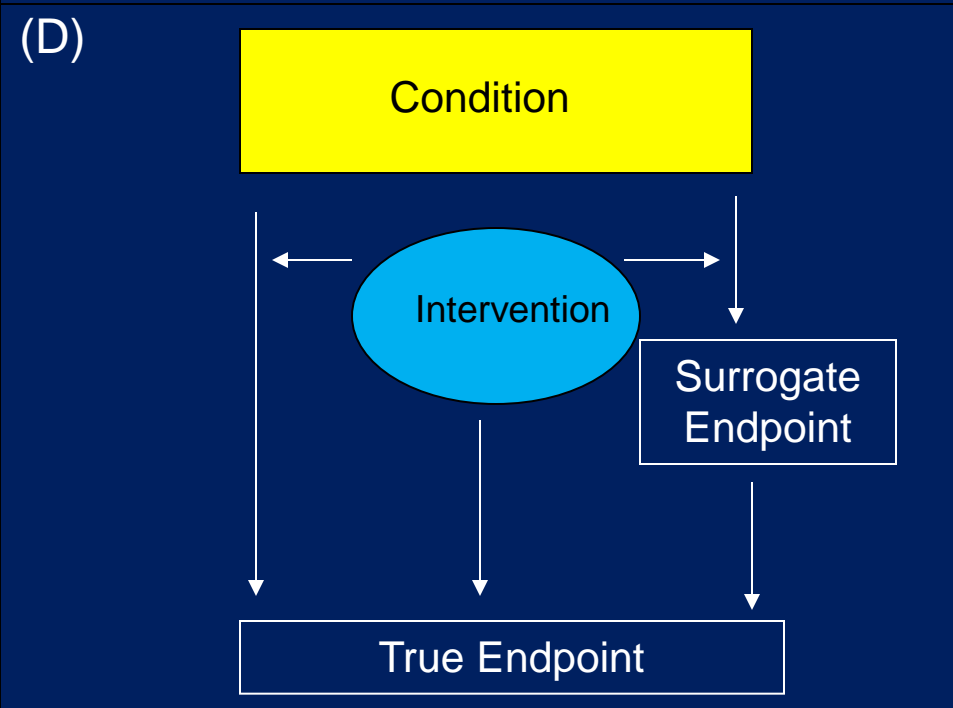 (D)
Condition
Intervention
Surrogate
Endpoint
True Endpoint